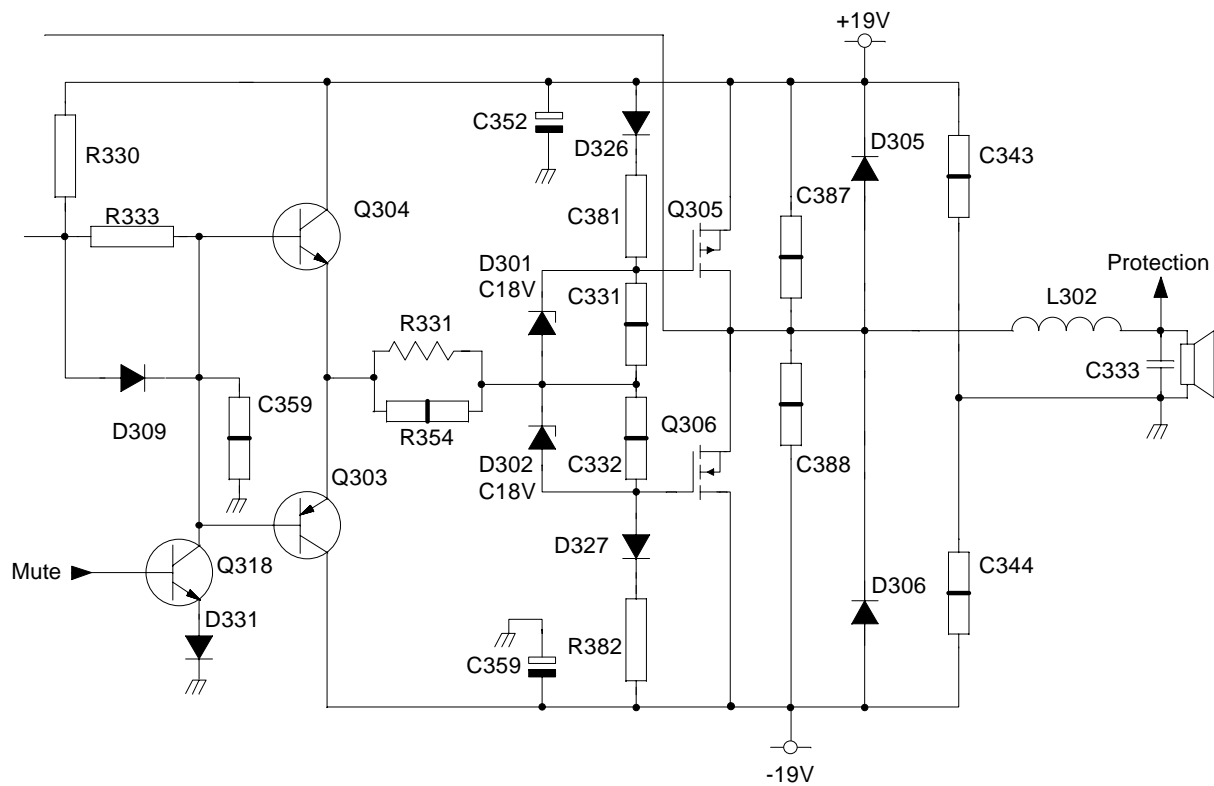 +19V
C352
D326
D305
C343
R330
R333
Q304
C381
Q305
C387
Protection
D301
C18V
C331
L302
R331
C333
D309
C359
R354
D302
C18V
C332
Q306
C388
Q303
Mute
Q318
D327
D306
C344
D331
C359
R382
-19V